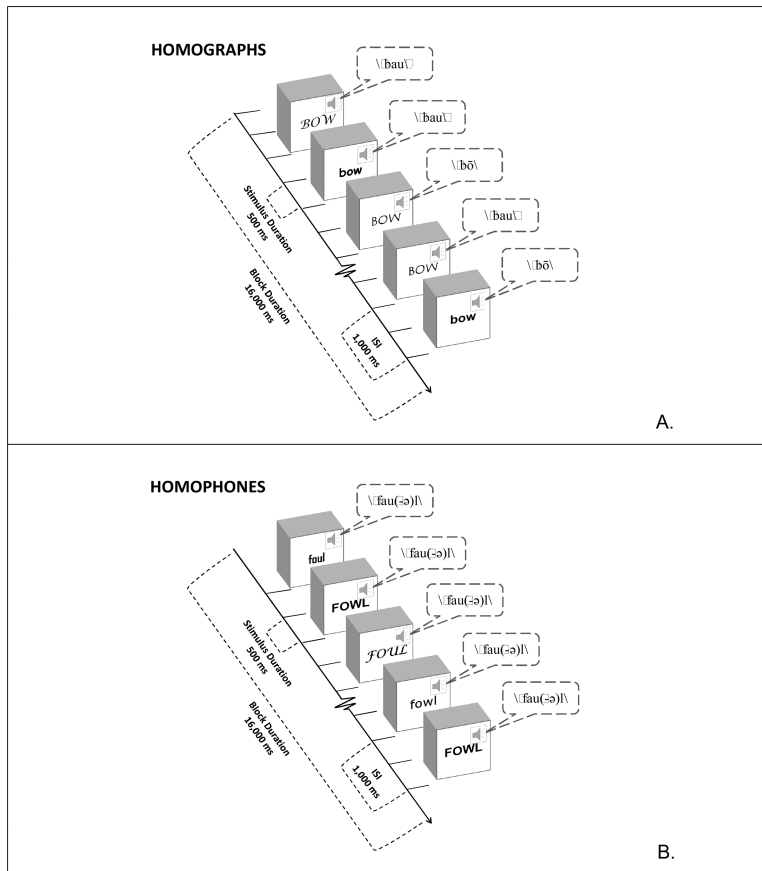 HOMOGRAPHS
\□bau\□
BOW
\□bau\□
bow
\□bō\
BOW
\□bau\□
BOW
\□bō\
bow
Stimulus Duration
500 ms
Block Duration
16,000 ms
ISI
1,000 ms
A.
HOMOPHONES
\□fau(-ə)l\
foul
\□fau(-ə)l\
FOWL
\□fau(-ə)l\
FOUL
\□fau(-ə)l\
fowl
\□fau(-ə)l\
FOWL
Stimulus Duration
500 ms
Block Duration
16,000 ms
ISI
1,000 ms
B.